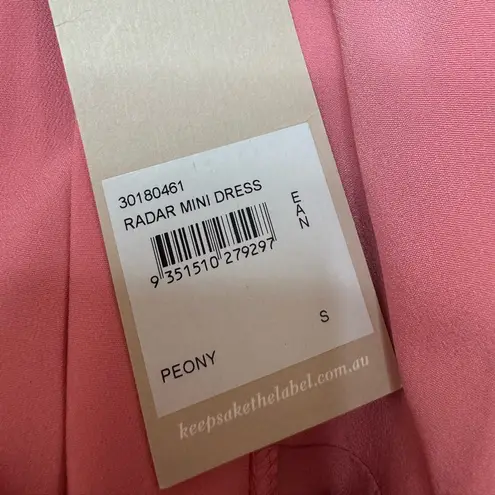 30180461
RADAR MINI DRESS
EAN
9 351510 279297
PEONY S
keepsakethelabel.com.au